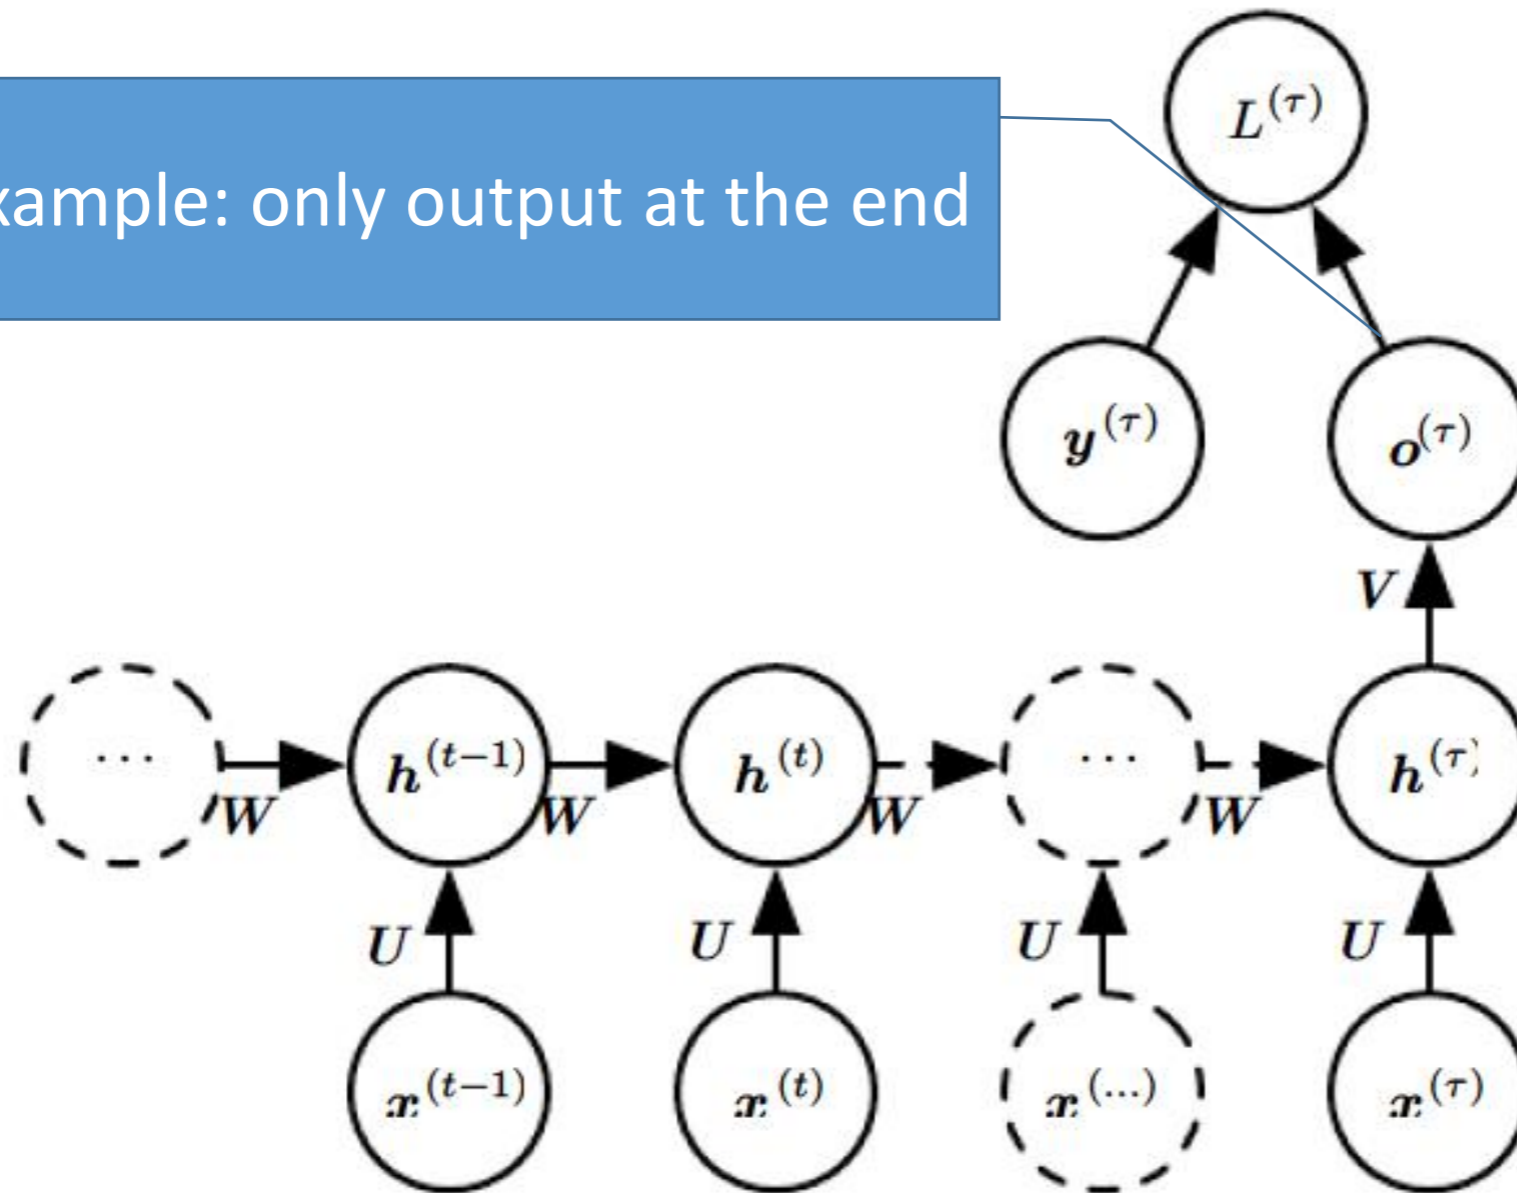 L^(τ)
xample: only output at the end
y^(τ) o^(τ)
V
··· h^(t−1) h^(t) ··· h^(τ)
W W W W
U U U U
x^(t−1) x^(t) x^(...) x^(τ)